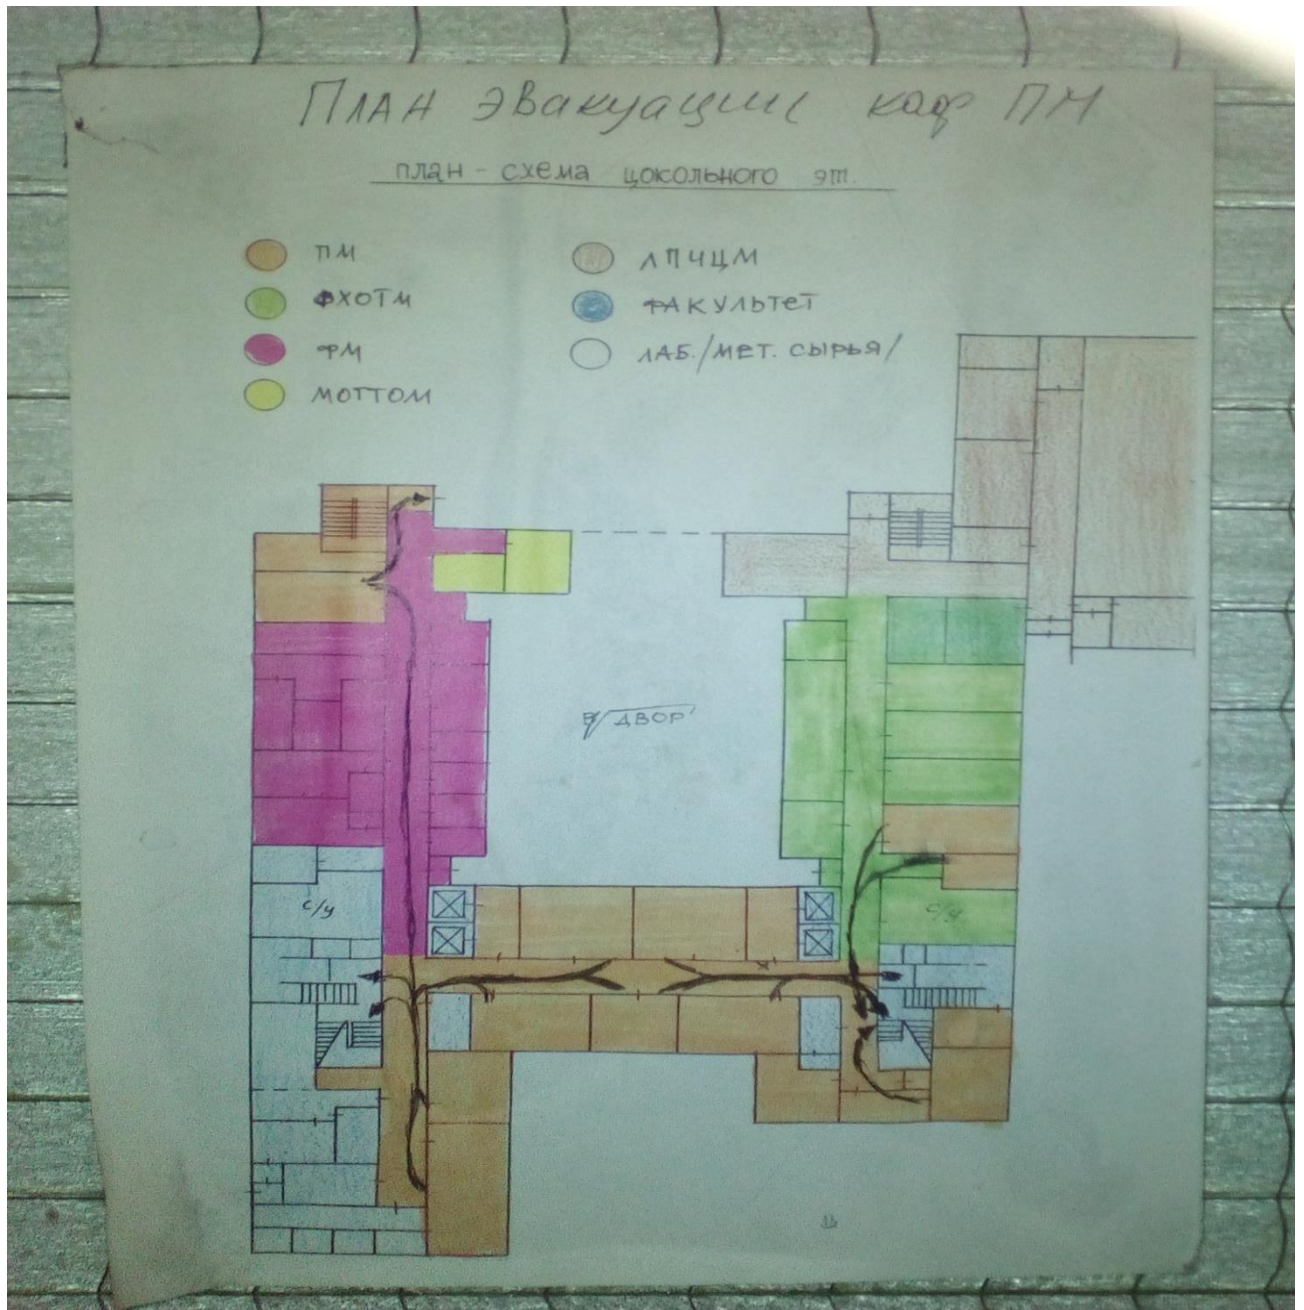 План эвакуации каф ПМ
план-схема цокольного эт.
ПМ
ФХОТМ
ФМ
МОТТОМ
ЛПЧЦМ
ФАКУЛЬТЕТ
ЛАБ./МЕТ. СЫРЬЯ/
В/ДВОР
с/у
с/у